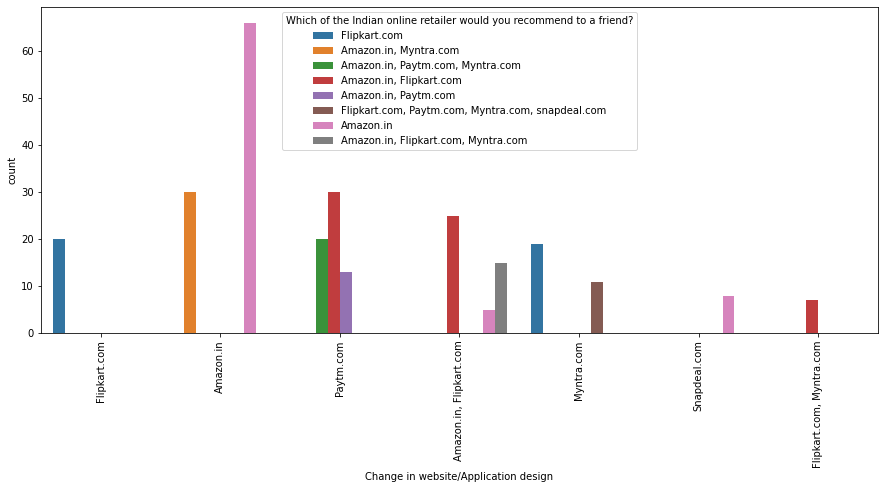 Which of the Indian online retailer would you recommend to a friend?
Flipkart.com
Amazon.in, Myntra.com
Amazon.in, Paytm.com, Myntra.com
Amazon.in, Flipkart.com
Amazon.in, Paytm.com
Flipkart.com, Paytm.com, Myntra.com, snapdeal.com
Amazon.in
Amazon.in, Flipkart.com, Myntra.com
count
60
50
40
30
20
10
0
Flipkart.com
Amazon.in
Paytm.com
Amazon.in, Flipkart.com
Myntra.com
Snapdeal.com
Flipkart.com, Myntra.com
Change in website/Application design